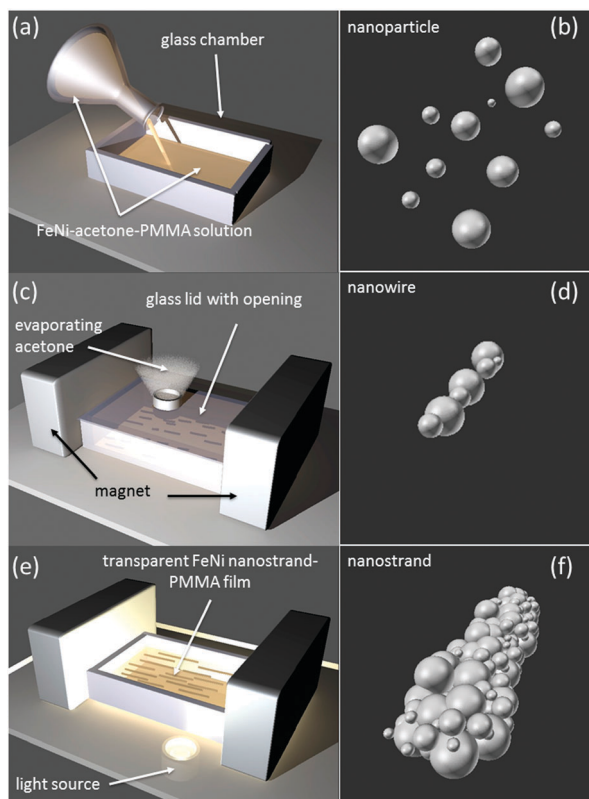 (a)
glass chamber
FeNi-acetone-PMMA solution
nanoparticle
(b)
(c)
glass lid with opening
evaporating
acetone
magnet
nanowire
(d)
(e)
transparent FeNi nanostrand-
PMMA film
light source
nanostrand
(f)